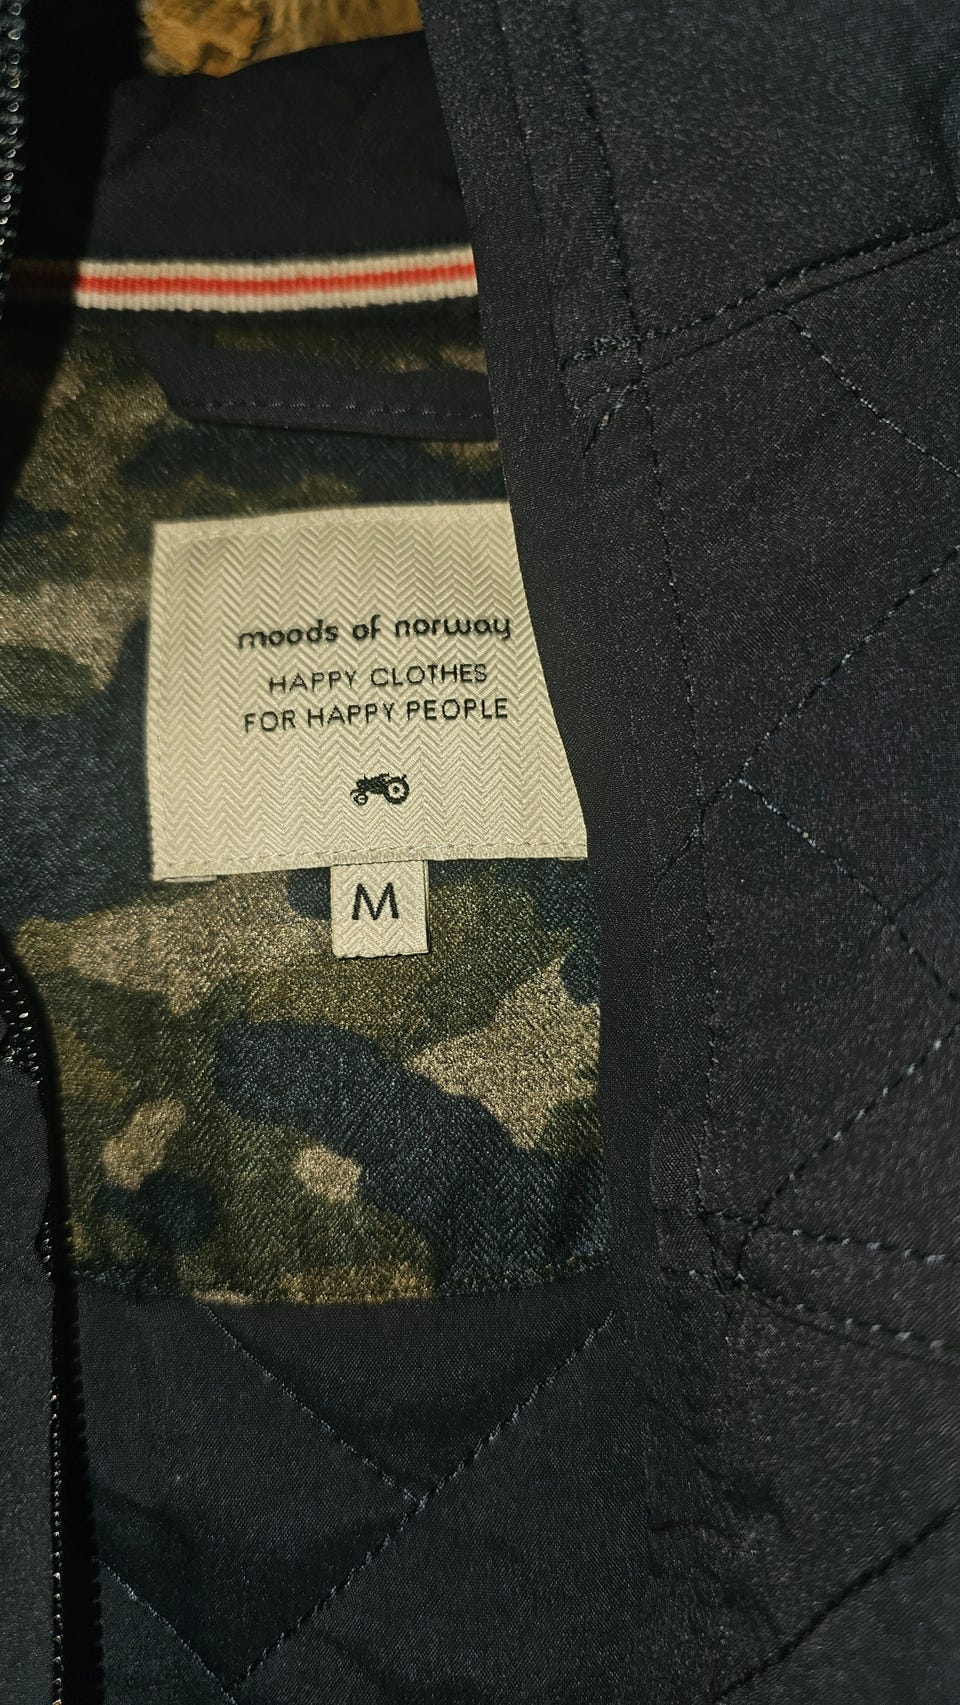 moods of norway
HAPPY CLOTHES
FOR HAPPY PEOPLE
M